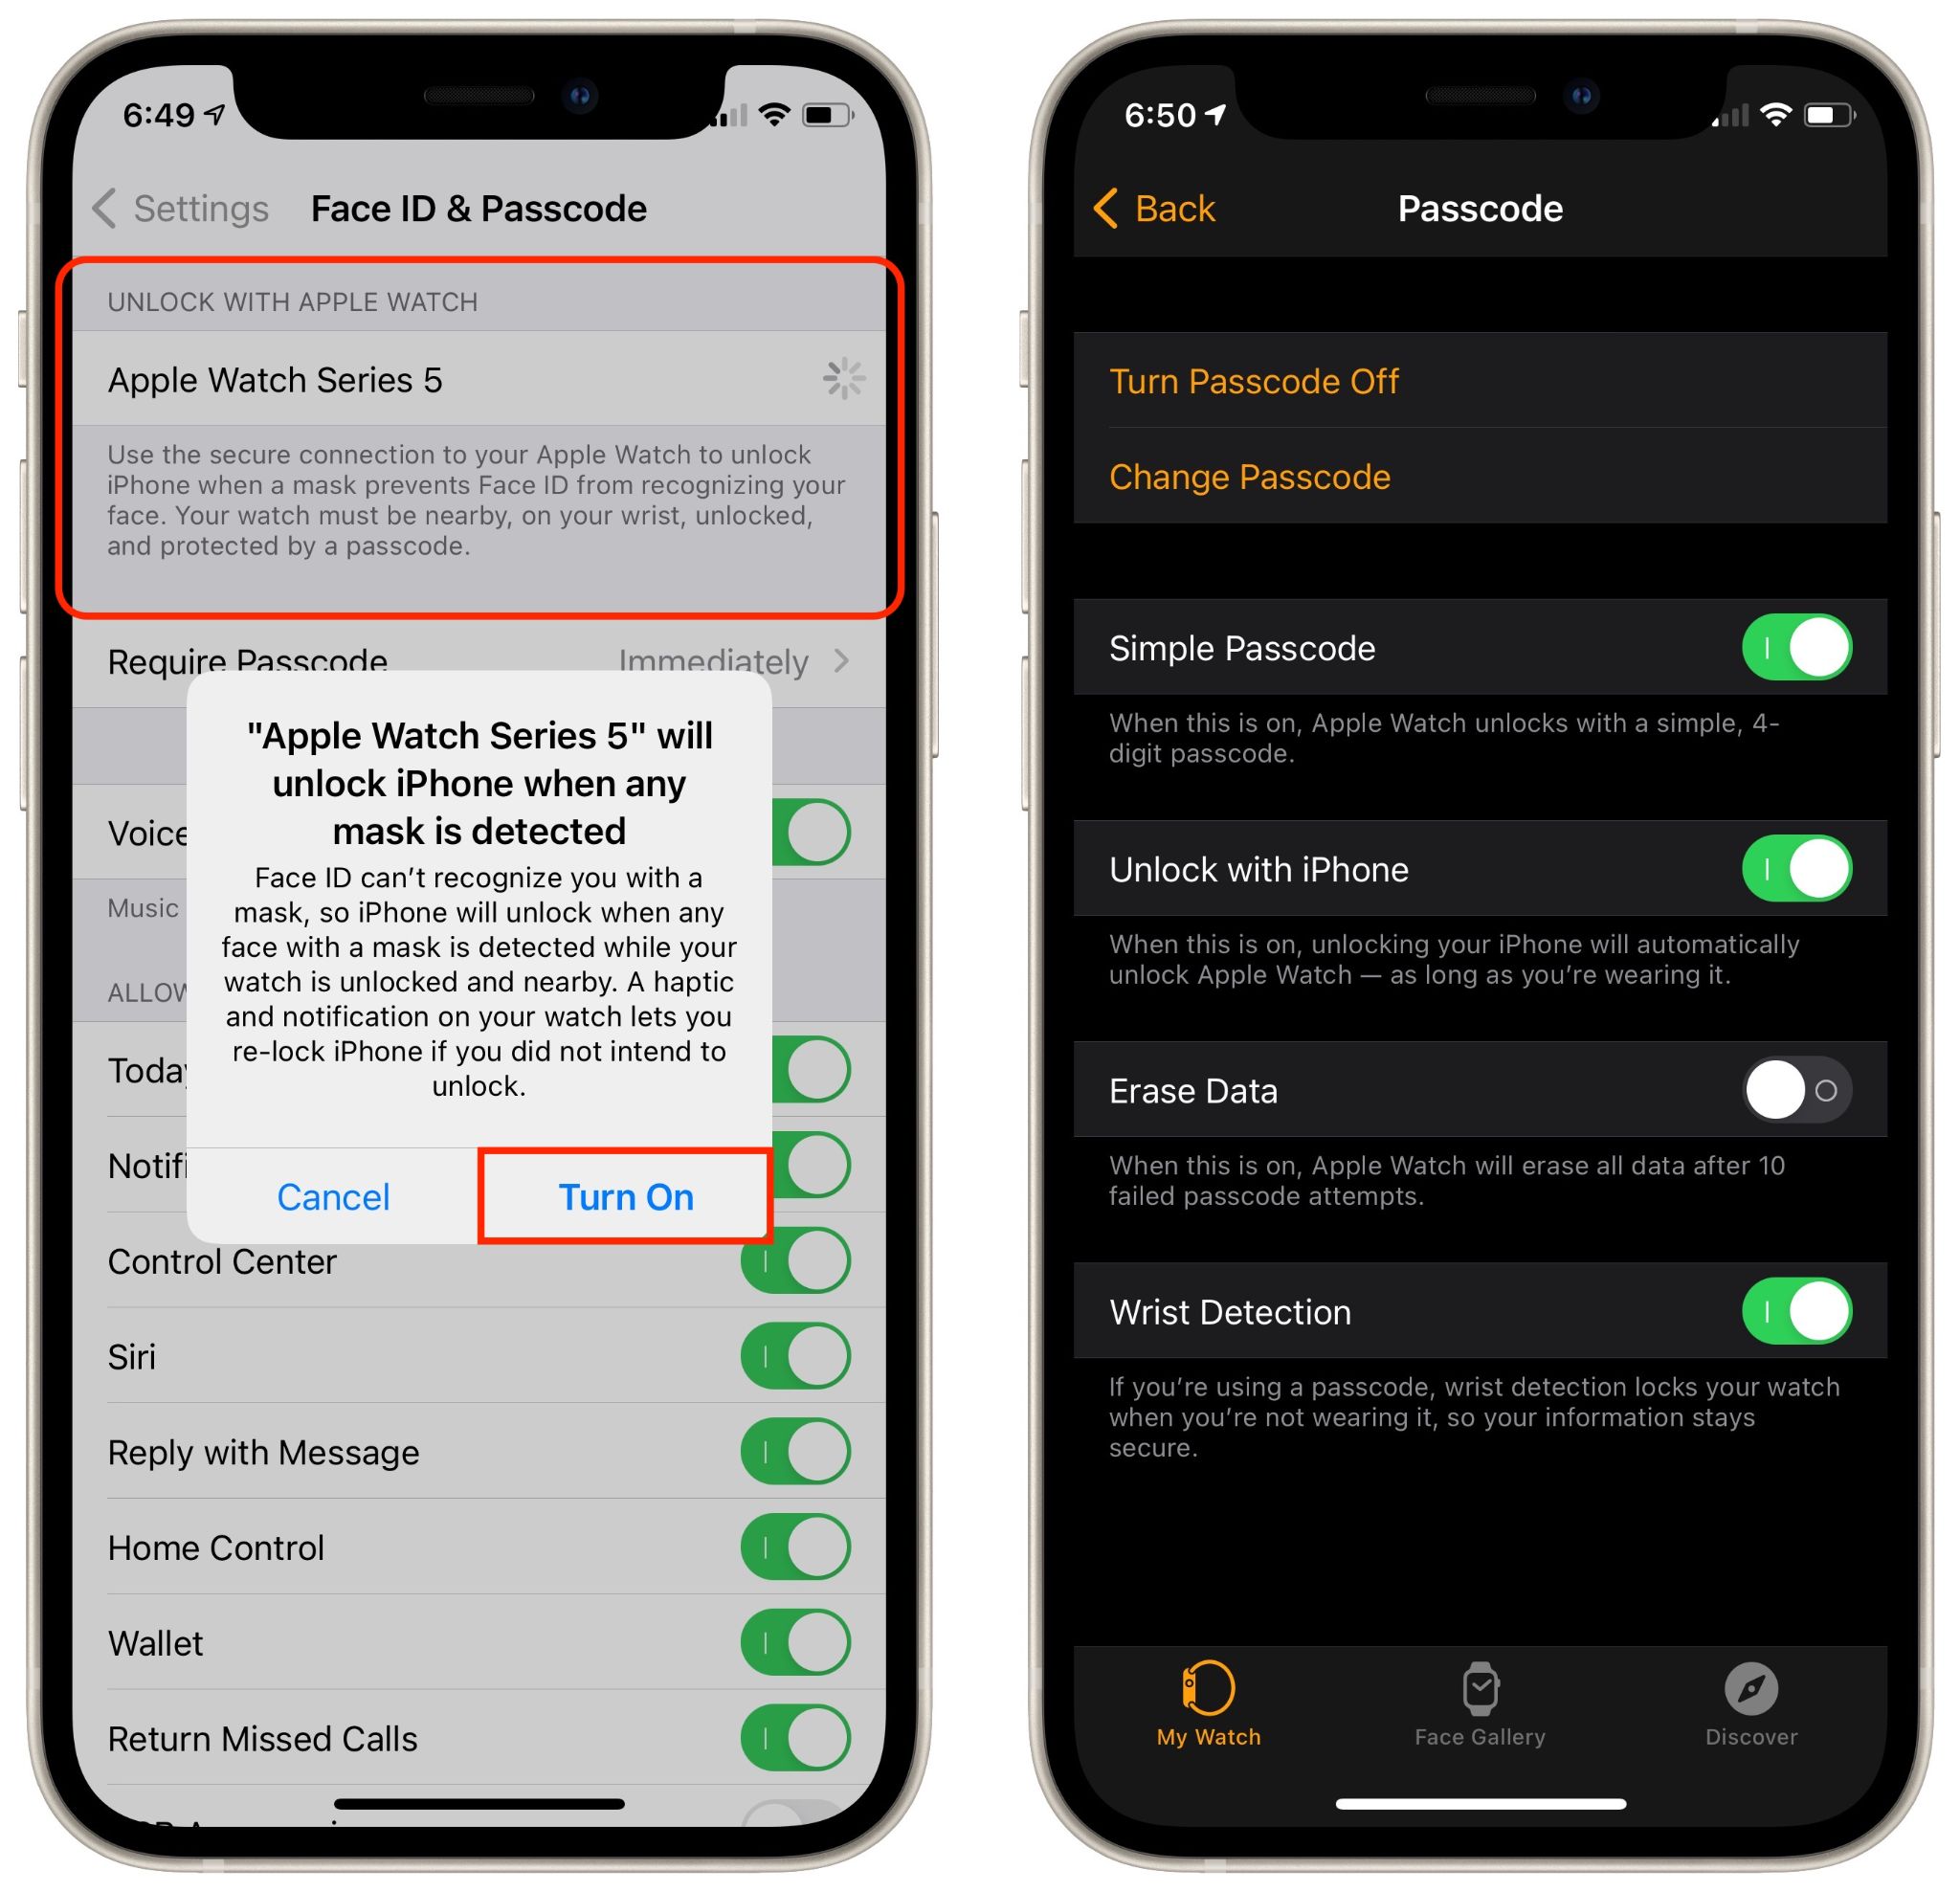 6:49
Settings
Face ID & Passcode
UNLOCK WITH APPLE WATCH
Apple Watch Series 5
Use the secure connection to your Apple Watch to unlock
iPhone when a mask prevents Face ID from recognizing your
face. Your watch must be nearby, on your wrist, unlocked,
and protected by a passcode.
Require Passcode
Immediately
"Apple Watch Series 5" will
unlock iPhone when any
mask is detected
Face ID can’t recognize you with a
mask, so iPhone will unlock when any
face with a mask is detected while your
watch is unlocked and nearby. A haptic
and notification on your watch lets you
re-lock iPhone if you did not intend to
unlock.
Cancel
Turn On
Voice
Music
Control Center
Siri
Reply with Message
Home Control
Wallet
Return Missed Calls
6:50
Back
Passcode
Turn Passcode Off
Change Passcode
Simple Passcode
When this is on, Apple Watch unlocks with a simple, 4-
digit passcode.
Unlock with iPhone
When this is on, unlocking your iPhone will automatically
unlock Apple Watch — as long as you’re wearing it.
Erase Data
When this is on, Apple Watch will erase all data after 10
failed passcode attempts.
Wrist Detection
If you’re using a passcode, wrist detection locks your watch
when you’re not wearing it, so your information stays
secure.
My Watch
Face Gallery
Discover